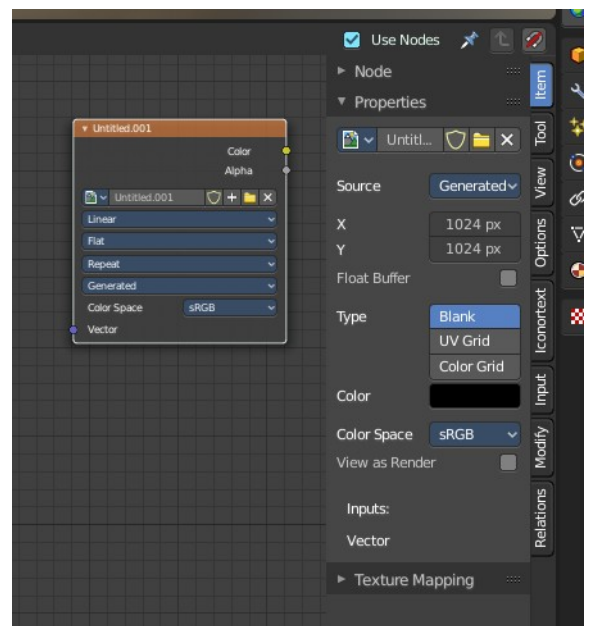 Use Nodes
Node
Properties
Untitled.001
Color
Alpha
Untitled.001
Linear
Flat
Repeat
Generated
Color Space sRGB
Vector
Untitl...
Source Generated
X 1024 px
Y 1024 px
Float Buffer
Type Blank
UV Grid
Color Grid
Color
Color Space sRGB
View as Render
Inputs:
Vector
Texture Mapping
Item
Tool
View
Options
Iconortext
Input
Modify
Relations